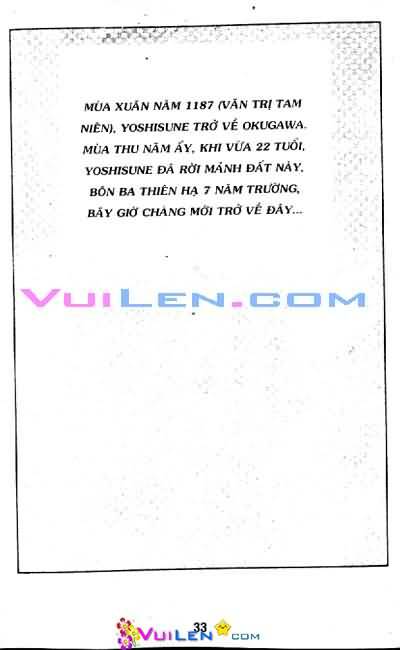 MÙA XUÂN NĂM 1187 (VĂN TRỊ TAM
NIÊN), YOSHISUNE TRỞ VỀ OKUGAWA.
MÙA THU NĂM ẤY, KHI VỪA 22 TUỔI,
YOSHISUNE ĐÃ RỜI MẢNH ĐẤT NÀY,
BÔN BA THIÊN HẠ 7 NĂM TRƯỜNG,
BÂY GIỜ CHÀNG MỚI TRỞ VỀ ĐÂY...
VUILEN.COM
33
VUILEN.COM